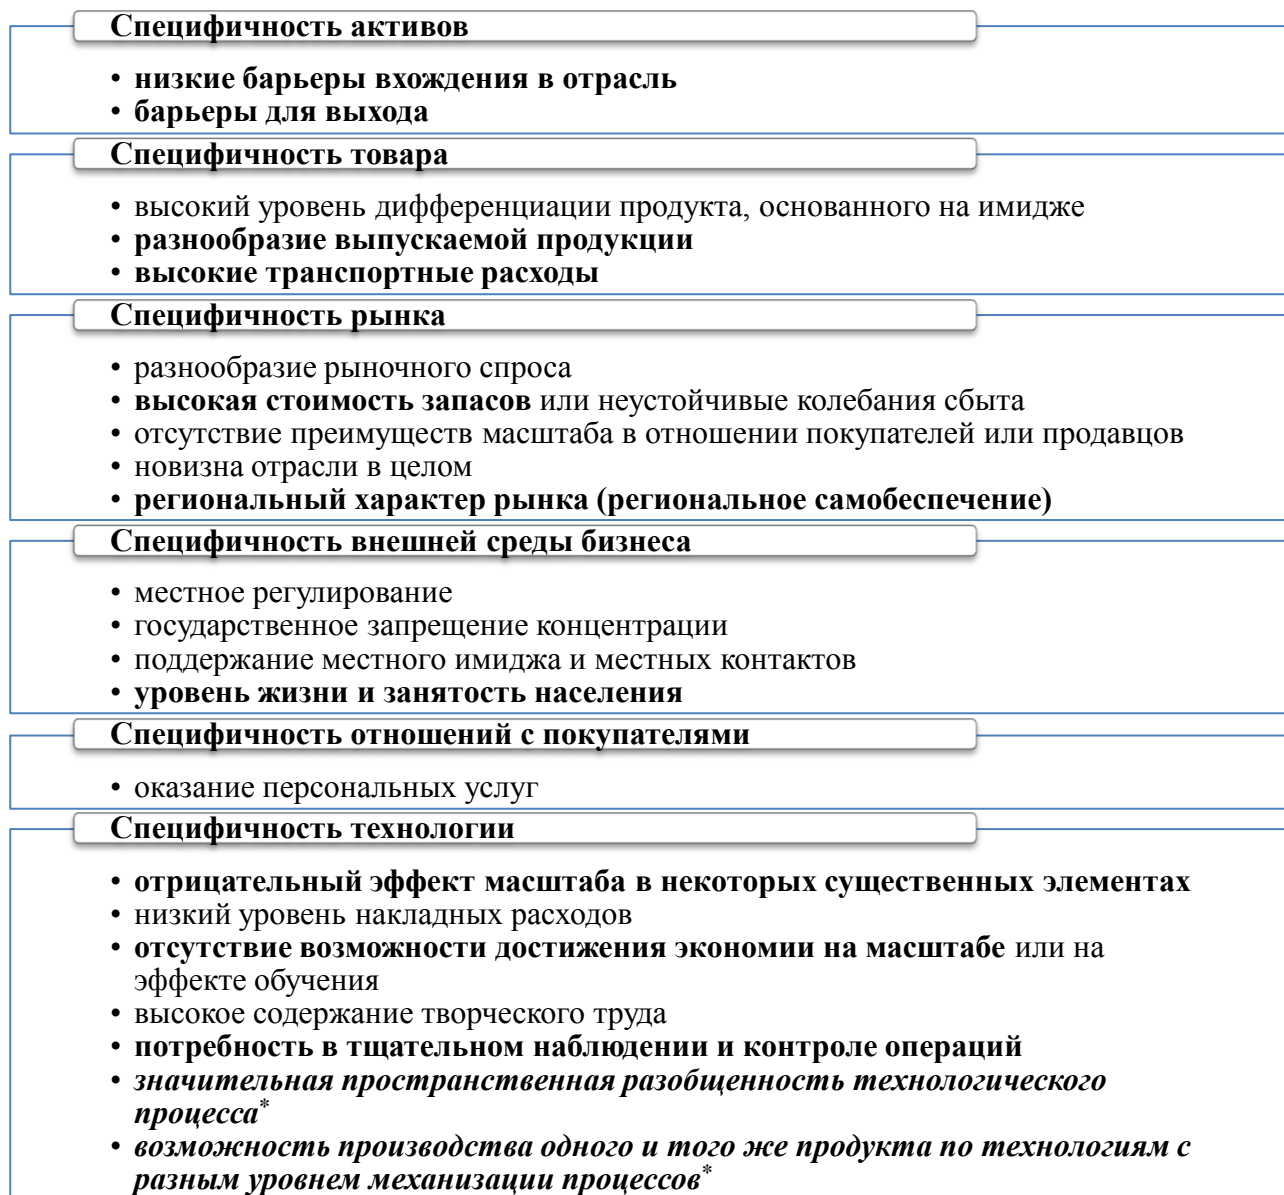 Специфичность активов
• низкие барьеры вхождения в отрасль
• барьеры для выхода
Специфичность товара
• высокий уровень дифференциации продукта, основанного на имидже
• разнообразие выпускаемой продукции
• высокие транспортные расходы
Специфичность рынка
• разнообразие рыночного спроса
• высокая стоимость запасов или неустойчивые колебания сбыта
• отсутствие преимуществ масштаба в отношении покупателей или продавцов
• новизна отрасли в целом
• региональный характер рынка (региональное самобеспечение)
Специфичность внешней среды бизнеса
• местное регулирование
• государственное запрещение концентрации
• поддержание местного имиджа и местных контактов
• уровень жизни и занятость населения
Специфичность отношений с покупателями
• оказание персональных услуг
Специфичность технологии
• отрицательный эффект масштаба в некоторых существенных элементах
• низкий уровень накладных расходов
• отсутствие возможности достижения экономии на масштабе или на
эффекте обучения
• высокое содержание творческого труда
• потребность в тщательном наблюдении и контроле операций
• значительная пространственная разобщенность технологического
процесса*
• возможность производства одного и того же продукта по технологиям с
разным уровнем механизации процессов*